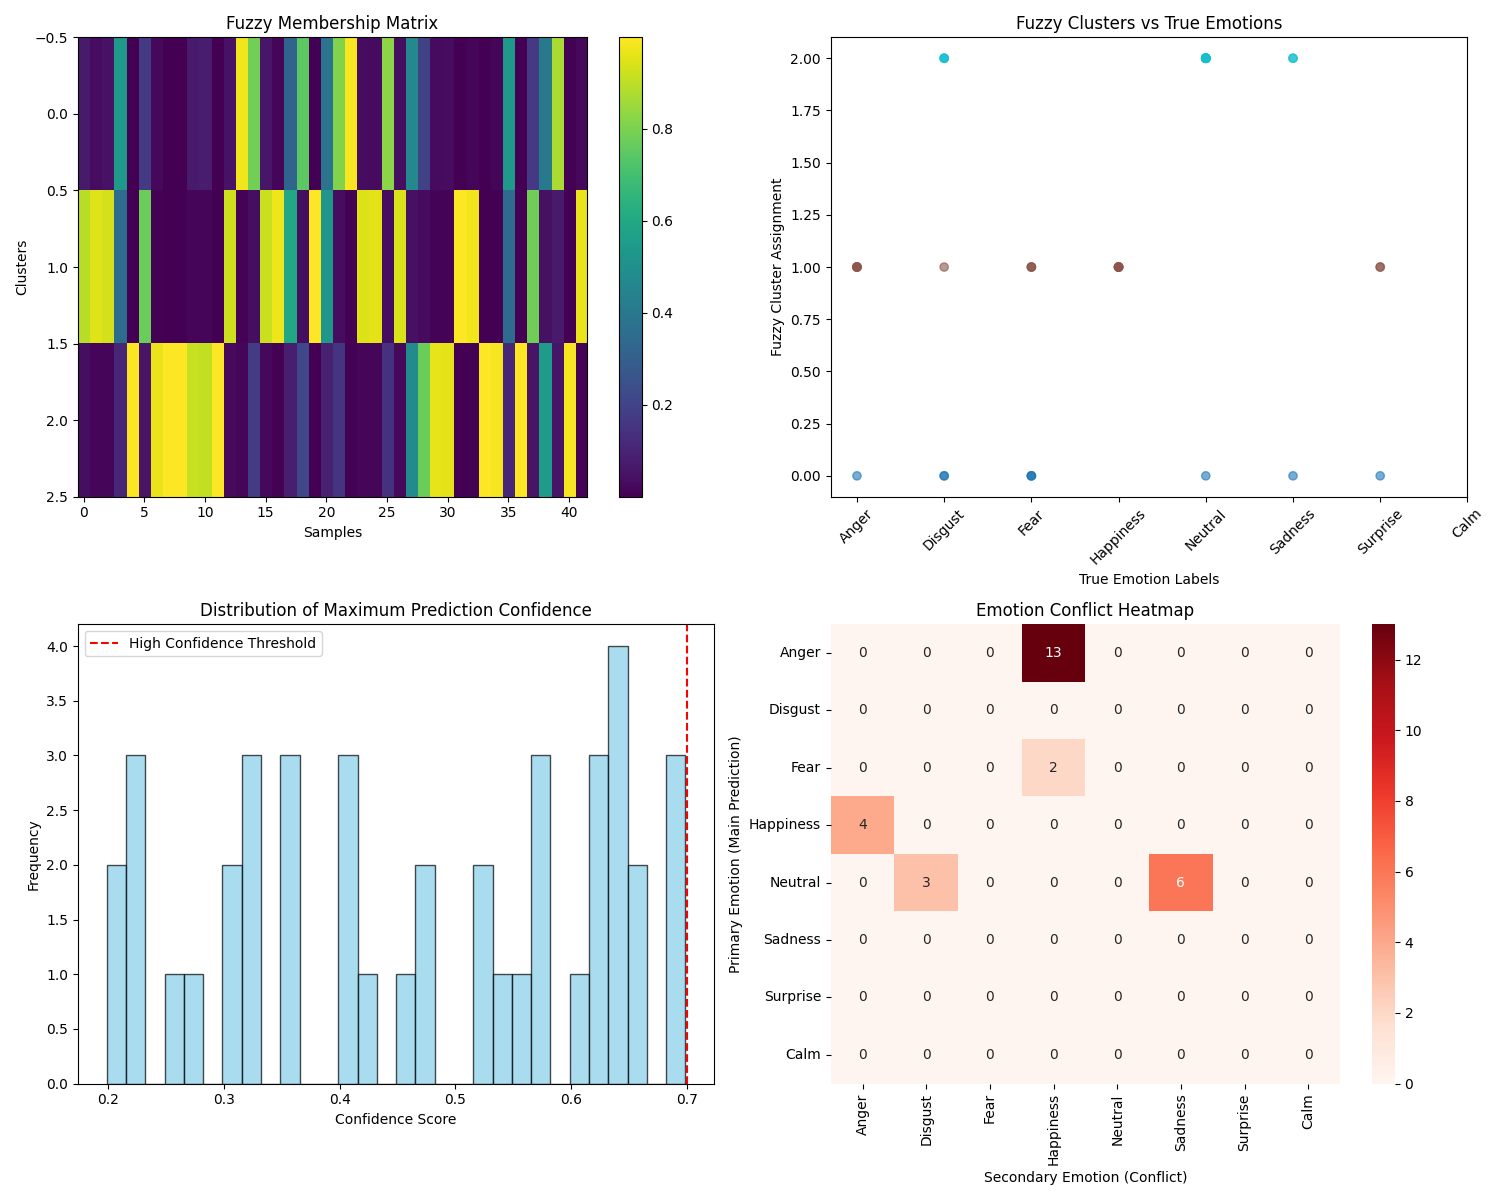 Fuzzy Membership Matrix
−0.5
0.0
0.5
1.0
1.5
2.0
2.5
Clusters
0 5 10 15 20 25 30 35 40
Samples
0.8
0.6
0.4
0.2
Fuzzy Clusters vs True Emotions
2.00
1.75
1.50
1.25
1.00
0.75
0.50
0.25
0.00
Fuzzy Cluster Assignment
Anger Disgust Fear Happiness Neutral Sadness Surprise Calm
True Emotion Labels
Distribution of Maximum Prediction Confidence
High Confidence Threshold
4.0
3.5
3.0
2.5
2.0
1.5
1.0
0.5
0.0
Frequency
0.2 0.3 0.4 0.5 0.6 0.7
Confidence Score
Emotion Conflict Heatmap
Primary Emotion (Main Prediction)
Anger 0 0 0 13 0 0 0 0
Disgust 0 0 0 0 0 0 0 0
Fear 0 0 0 2 0 0 0 0
Happiness 4 0 0 0 0 0 0 0
Neutral 0 3 0 0 0 6 0 0
Sadness 0 0 0 0 0 0 0 0
Surprise 0 0 0 0 0 0 0 0
Calm 0 0 0 0 0 0 0 0
Anger Disgust Fear Happiness Neutral Sadness Surprise Calm
Secondary Emotion (Conflict)
12
10
8
6
4
2
0